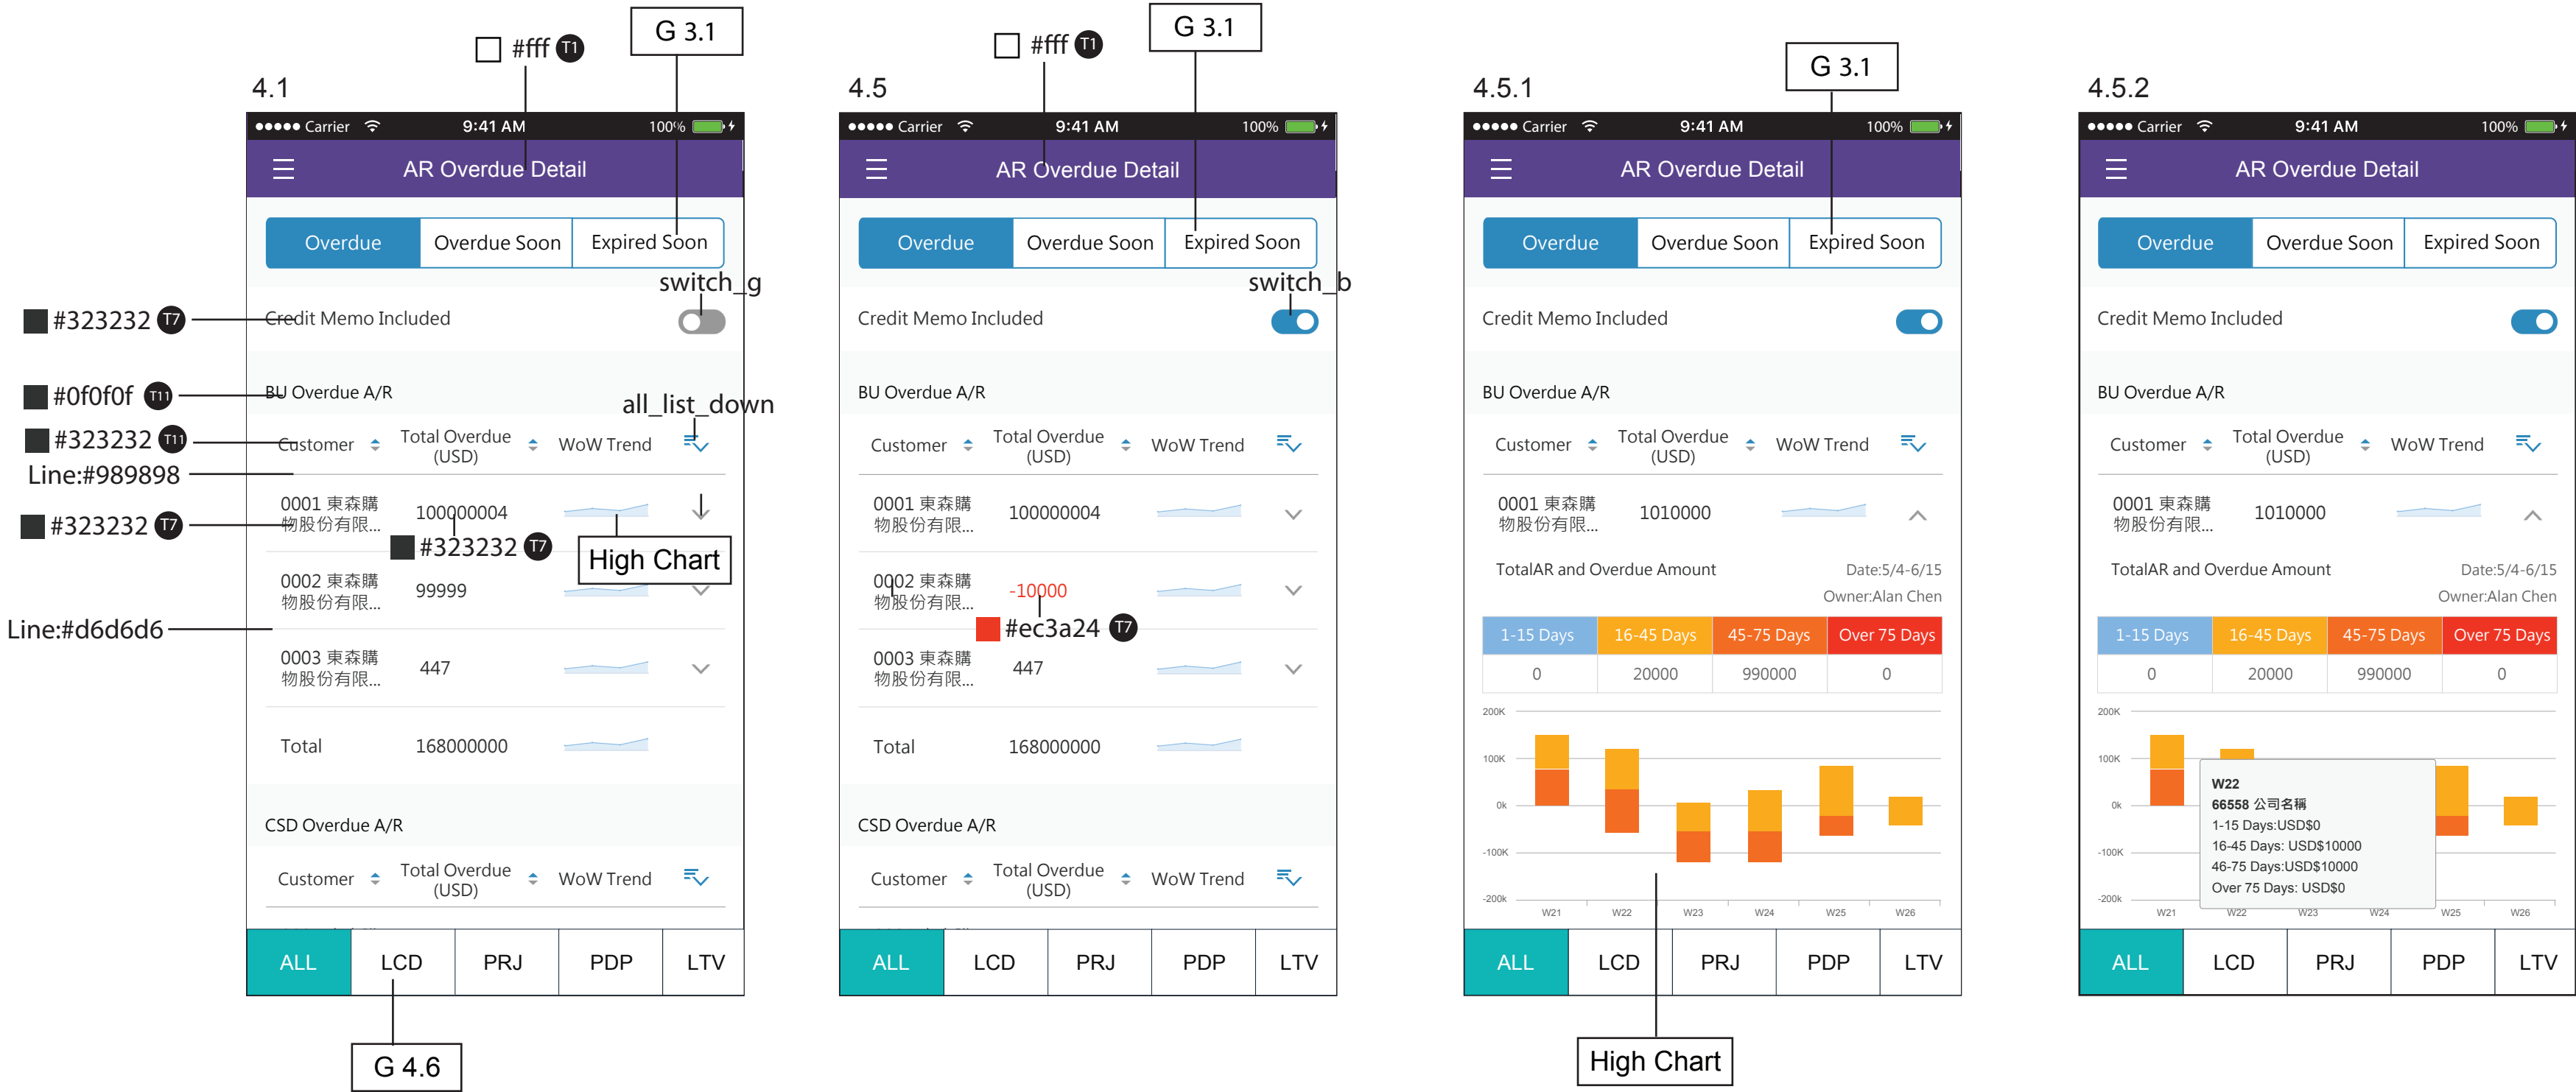 4.1
#fff T1
G 3.1
Carrier 9:41 AM 100%
AR Overdue Detail
Overdue Overdue Soon Expired Soon
switch_g
#323232 T7
Credit Memo Included
#0f0f0f T11
BU Overdue A/R
all_list_down
#323232 T11
Customer Total Overdue (USD) WoW Trend
Line:#989898
0001 東森購
物股份有限...
100000004
#323232 T7
#323232 T7
High Chart
0002 東森購
物股份有限...
99999
Line:#d6d6d6
0003 東森購
物股份有限...
447
Total 168000000
CSD Overdue A/R
Customer Total Overdue (USD) WoW Trend
ALL LCD PRJ PDP LTV
G 4.6
4.5
#fff T1
G 3.1
Carrier 9:41 AM 100%
AR Overdue Detail
Overdue Overdue Soon Expired Soon
switch_b
Credit Memo Included
BU Overdue A/R
Customer Total Overdue (USD) WoW Trend
0001 東森購
物股份有限...
100000004
0002 東森購
物股份有限...
-10000
#ec3a24 T7
0003 東森購
物股份有限...
447
Total 168000000
CSD Overdue A/R
Customer Total Overdue (USD) WoW Trend
ALL LCD PRJ PDP LTV
4.5.1
G 3.1
Carrier 9:41 AM 100%
AR Overdue Detail
Overdue Overdue Soon Expired Soon
Credit Memo Included
BU Overdue A/R
Customer Total Overdue (USD) WoW Trend
0001 東森購
物股份有限...
1010000
TotalAR and Overdue Amount Date:5/4-6/15
Owner:Alan Chen
1-15 Days 16-45 Days 45-75 Days Over 75 Days
0 20000 990000 0
200K
100K
0k
-100K
-200k
W21 W22 W23 W24 W25 W26
ALL LCD PRJ PDP LTV
High Chart
4.5.2
Carrier 9:41 AM 100%
AR Overdue Detail
Overdue Overdue Soon Expired Soon
Credit Memo Included
BU Overdue A/R
Customer Total Overdue (USD) WoW Trend
0001 東森購
物股份有限...
1010000
TotalAR and Overdue Amount Date:5/4-6/15
Owner:Alan Chen
1-15 Days 16-45 Days 45-75 Days Over 75 Days
0 20000 990000 0
200K
100K
0k
-100K
-200k
W22
66558 公司名稱
1-15 Days:USD$0
16-45 Days: USD$10000
46-75 Days:USD$10000
Over 75 Days: USD$0
W21 W22 W23 W24 W25 W26
ALL LCD PRJ PDP LTV